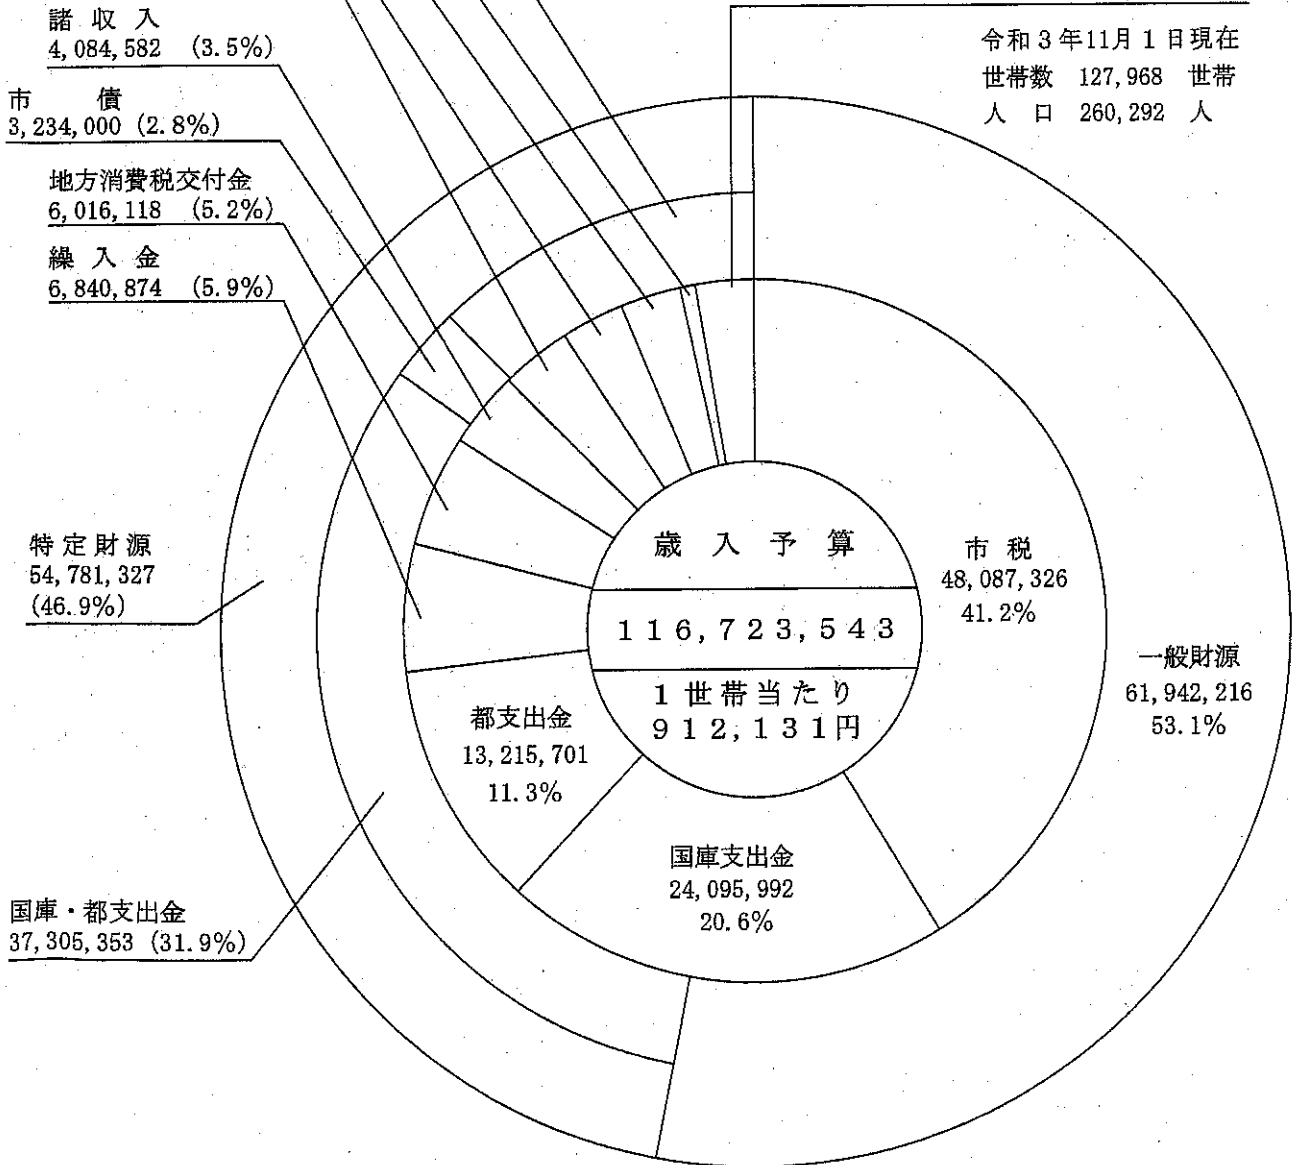 諸収入
4,084,582 (3.5%)
市債
3,234,000 (2.8%)
地方消費税交付金
6,016,118 (5.2%)
繰入金
6,840,874 (5.9%)
令和3年11月1日現在
世帯数 127,968 世帯
人口 260,292 人
特定財源
54,781,327
(46.9%)
歳入予算
116,723,543
1世帯当たり
912,131円
市税
48,087,326
41.2%
一般財源
61,942,216
53.1%
都支出金
13,215,701
11.3%
国庫支出金
24,095,992
20.6%
国庫・都支出金
37,305,353 (31.9%)